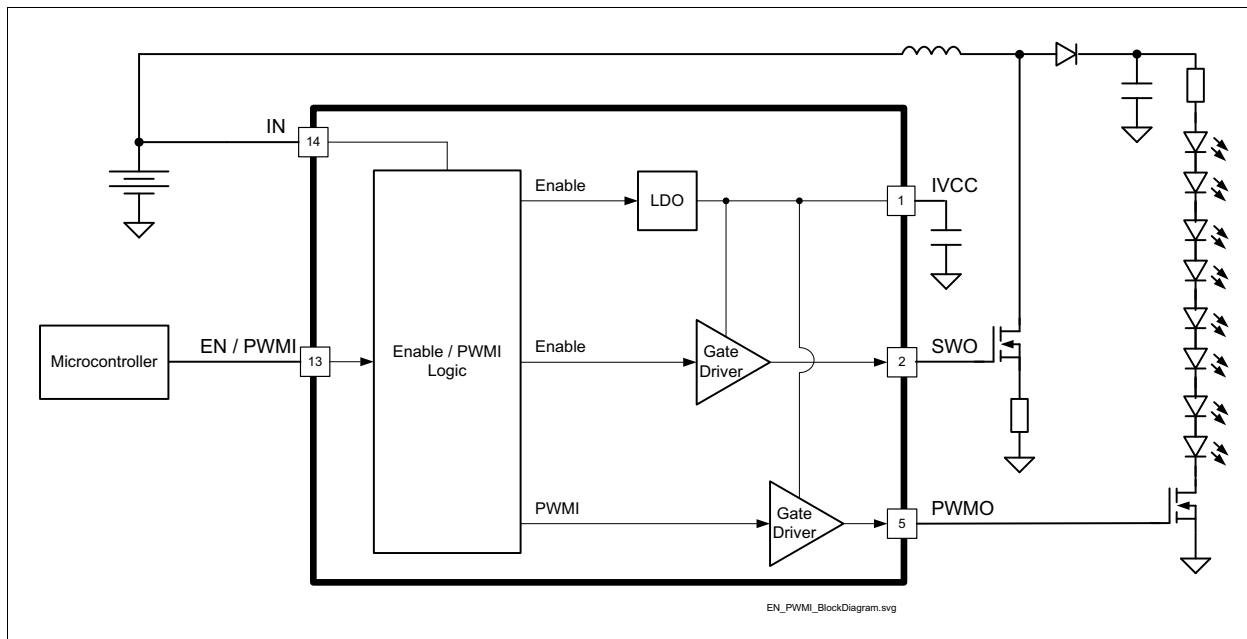 IN
14
Enable
LDO
IVCC
1
Microcontroller
EN / PWMI
13
Enable / PWMI
Logic
Enable
Gate
Driver
2
SWO
PWMI
Gate
Driver
5
PWMO
EN_PWMI_BlockDiagram.svg